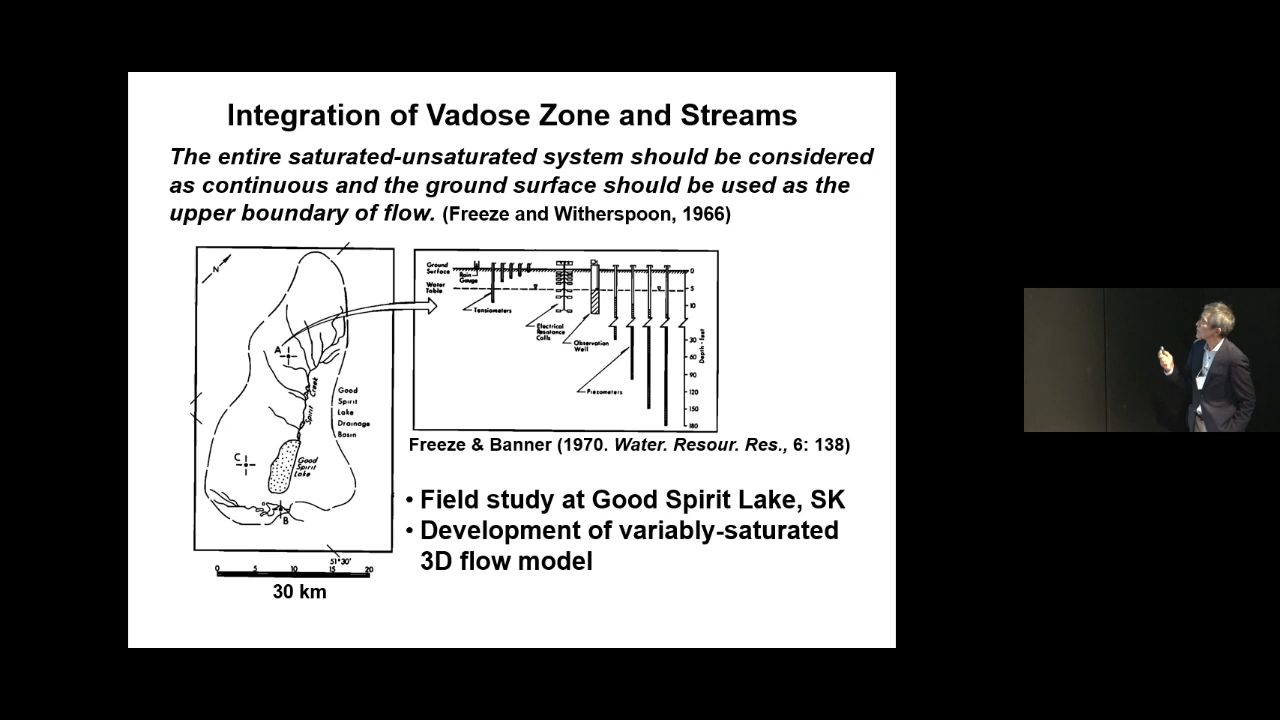 Integration of Vadose Zone and Streams
The entire saturated-unsaturated system should be considered
as continuous and the ground surface should be used as the
upper boundary of flow. (Freeze and Witherspoon, 1966)
N
A
Spirit Creek
Good
Spirit
Lake
Drainage
Basin
C
Good
Spirit
Lake
B
51°30'
0 5 10 15 20
30 km
Ground
Surface
Rain
Gauge
Water
Table
Tensiometers
Electrical
Resistance
Cells
Observation
Well
Piezometers
0
5
10
30
60
90
120
150
180
Depth - feet
Freeze & Banner (1970. Water. Resour. Res., 6: 138)
• Field study at Good Spirit Lake, SK
• Development of variably-saturated
3D flow model